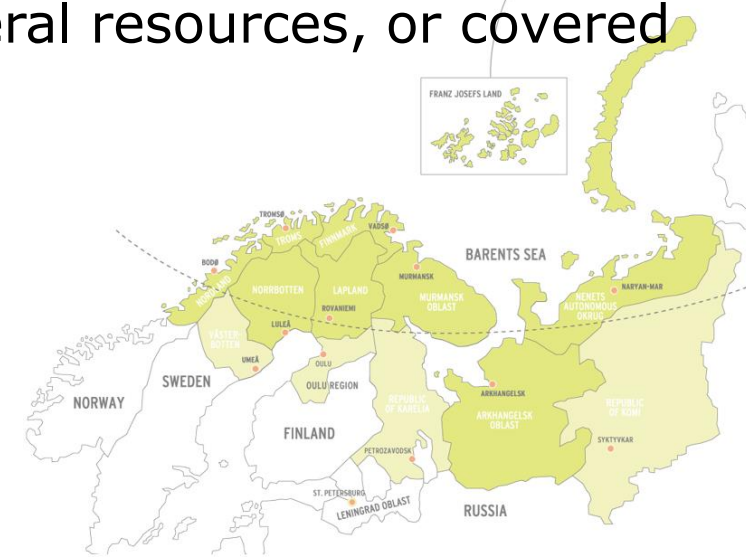 eral resources, or covered
FRANZ JOSEFS LAND
TROMSØ
TROMS
FINNMARK
VADSØ
BARENTS SEA
BODØ
NORDLAND
NORRBOTTEN
LAPLAND
MURMANSK
MURMANSK
OBLAST
NARYAN-MAR
NENETS
AUTONOMOUS
OKRUG
ROVANIEMI
LULEÅ
VÄSTER-
BOTTEN
UMEÅ
OULU
OULU REGION
SWEDEN
NORWAY
FINLAND
REPUBLIC
OF KARELIA
ARKHANGELSK
ARKHANGELSK
OBLAST
REPUBLIC
OF KOMI
SYKTYVKAR
PETROZAVODSK
ST. PETERSBURG
LENINGRAD OBLAST
RUSSIA